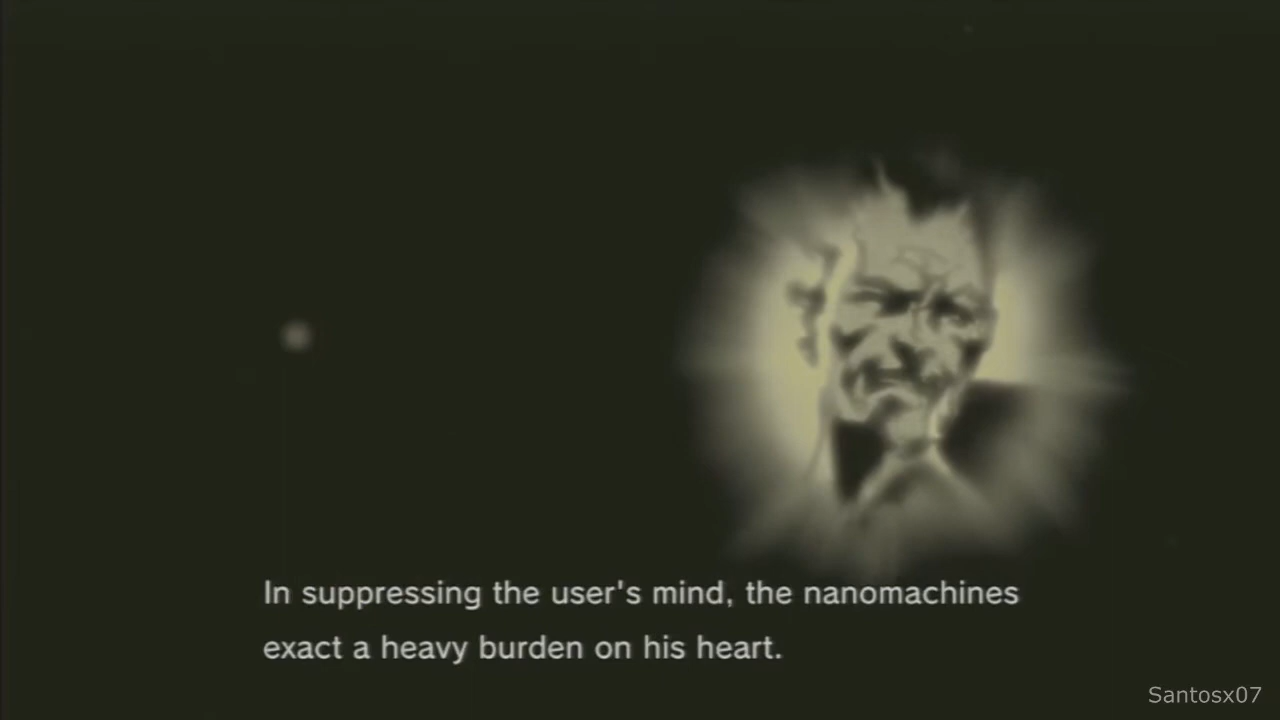 In suppressing the user's mind, the nanomachines
exact a heavy burden on his heart.
Santosx07